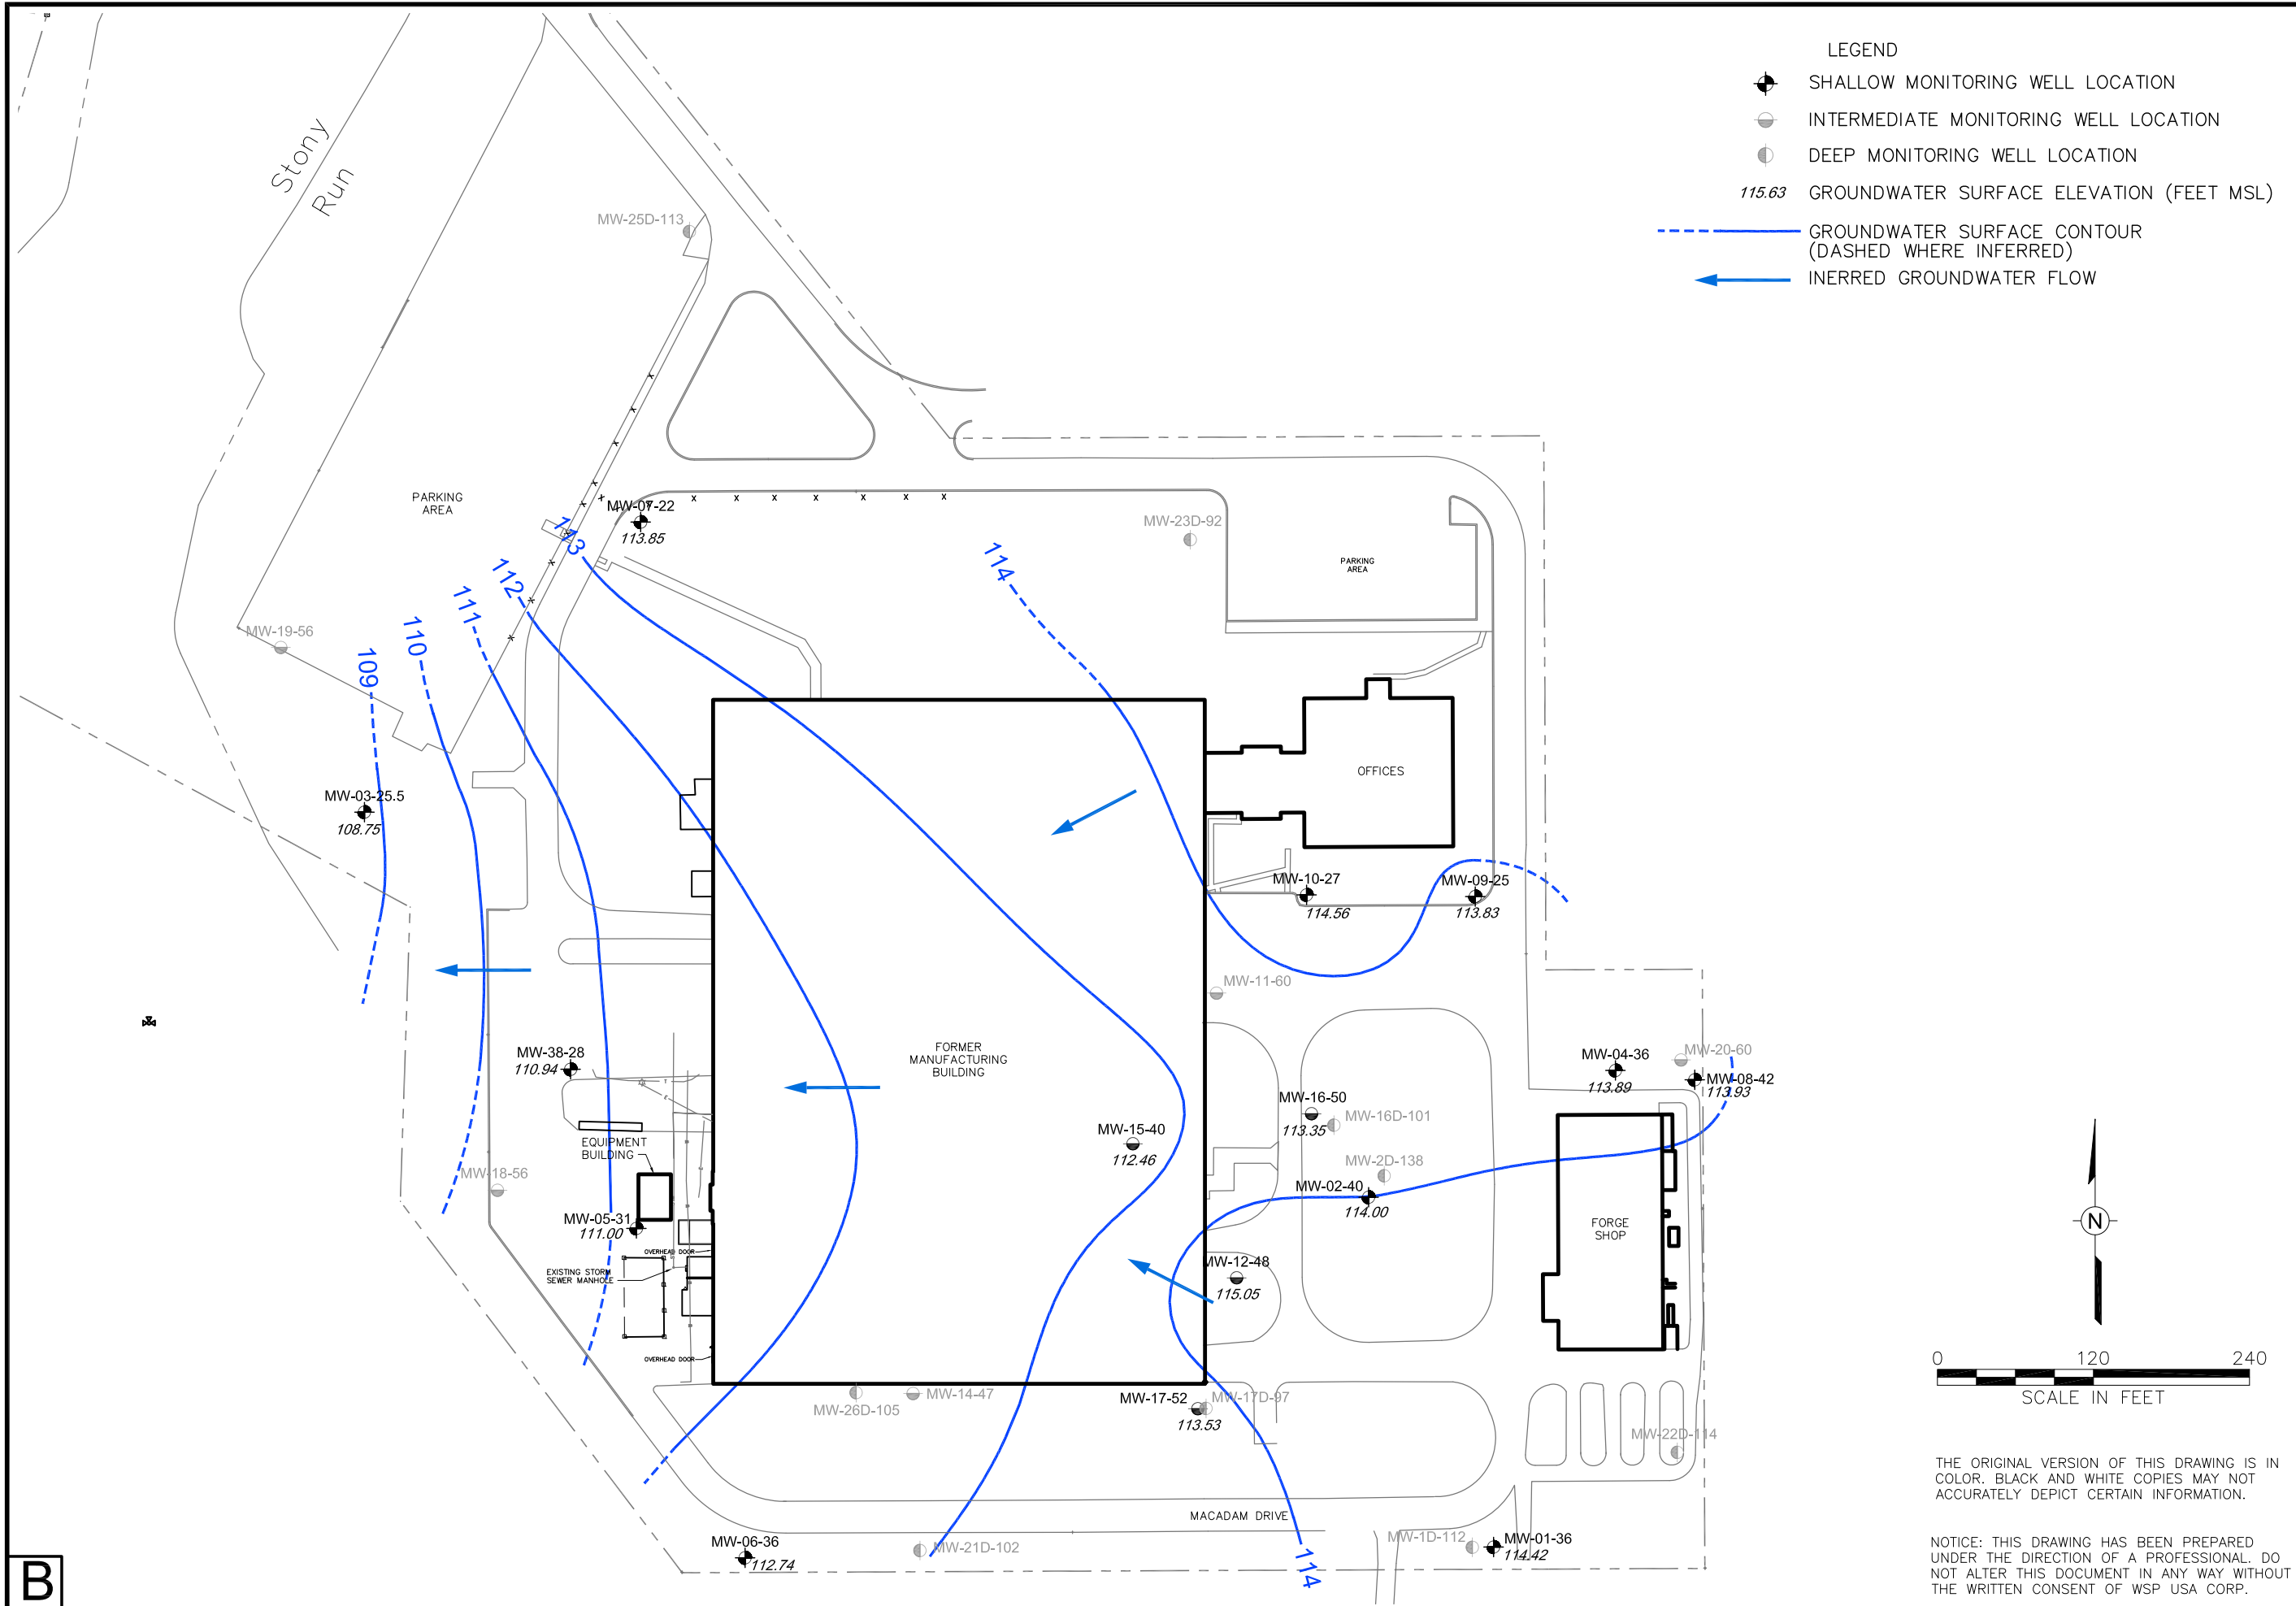 LEGEND
SHALLOW MONITORING WELL LOCATION
INTERMEDIATE MONITORING WELL LOCATION
DEEP MONITORING WELL LOCATION
115.63 GROUNDWATER SURFACE ELEVATION (FEET MSL)
GROUNDWATER SURFACE CONTOUR
(DASHED WHERE INFERRED)
INERRED GROUNDWATER FLOW
Stony
Run
MW-25D-113
PARKING
AREA
MW-07-22
113.85
MW-23D-92
PARKING
AREA
113
112
111
110
109
114
MW-19-56
OFFICES
MW-03-25.5
108.75
MW-10-27
114.56
MW-09-25
113.83
MW-11-60
FORMER
MANUFACTURING
BUILDING
MW-38-28
110.94
MW-04-36
113.89
MW-20-60
MW-08-42
113.93
MW-16-50
113.35
MW-16D-101
MW-15-40
112.46
EQUIPMENT
BUILDING
MW-18-56
MW-2D-138
MW-02-40
114.00
MW-05-31
111.00
FORGE
SHOP
OVERHEAD DOOR
EXISTING STORM
SEWER MANHOLE
MW-12-48
115.05
OVERHEAD DOOR
N
0 120 240
SCALE IN FEET
MW-26D-105
MW-14-47
MW-17-52
113.53
MW-17D-97
MW-22D-114
THE ORIGINAL VERSION OF THIS DRAWING IS IN
COLOR. BLACK AND WHITE COPIES MAY NOT
ACCURATELY DEPICT CERTAIN INFORMATION.
MACADAM DRIVE
MW-06-36
112.74
MW-21D-102
114
MW-1D-112
MW-01-36
114.42
NOTICE: THIS DRAWING HAS BEEN PREPARED
UNDER THE DIRECTION OF A PROFESSIONAL. DO
NOT ALTER THIS DOCUMENT IN ANY WAY WITHOUT
THE WRITTEN CONSENT OF WSP USA CORP.
B